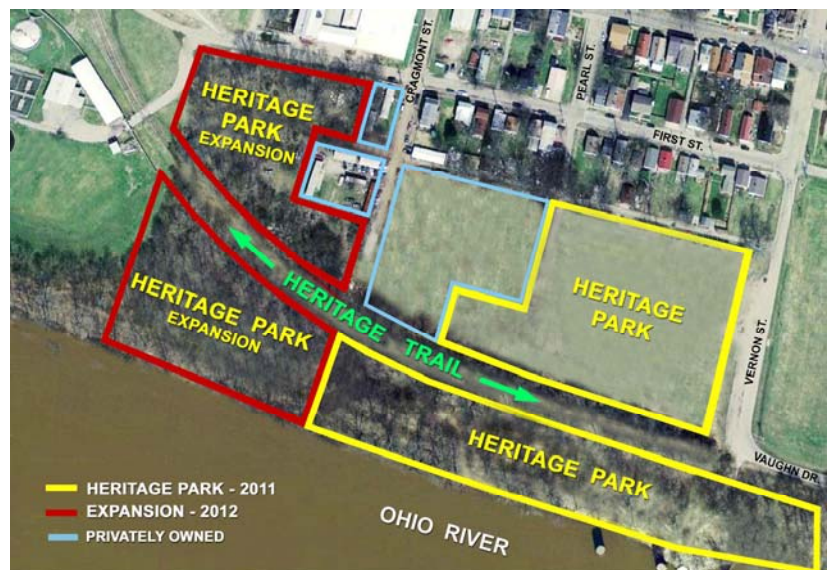 CRAGMONT ST.
PEARL ST.
FIRST ST.
HERITAGE
PARK
EXPANSION
HERITAGE PARK
EXPANSION
HERITAGE TRAIL
HERITAGE
PARK
VERNON ST.
VAUGHN DR.
HERITAGE PARK
HERITAGE PARK - 2011
EXPANSION - 2012
PRIVATELY OWNED
OHIO RIVER